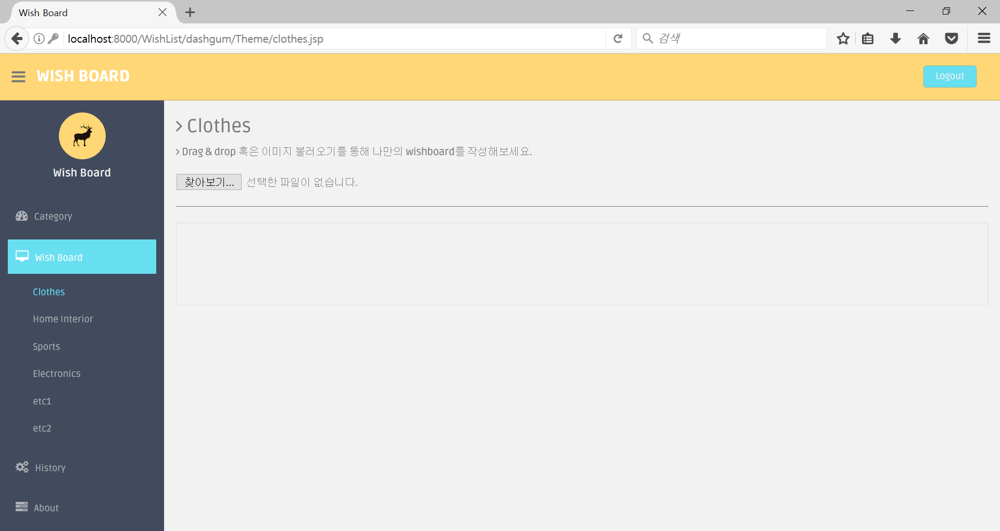 Wish Board
localhost:8000/WishList/dashgum/Theme/clothes.jsp
검색
WISH BOARD
Logout
Wish Board
Category
Wish Board
Clothes
Home Interior
Sports
Electronics
etc1
etc2
History
About
Clothes
Drag & drop 혹은 이미지 불러오기를 통해 나만의 wishboard를 작성해보세요.
찾아보기... 선택한 파일이 없습니다.